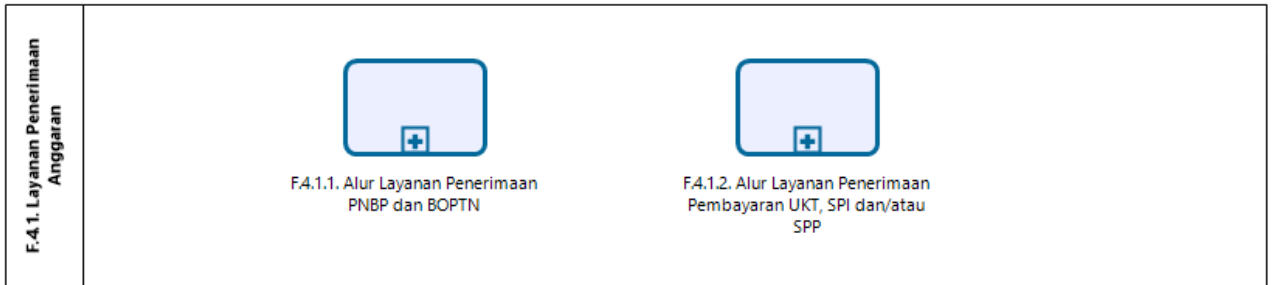 F.4.1. Layanan Penerimaan
Anggaran
F.4.1.1. Alur Layanan Penerimaan
PNBP dan BOPTN
F.4.1.2. Alur Layanan Penerimaan
Pembayaran UKT, SPI dan/atau
SPP